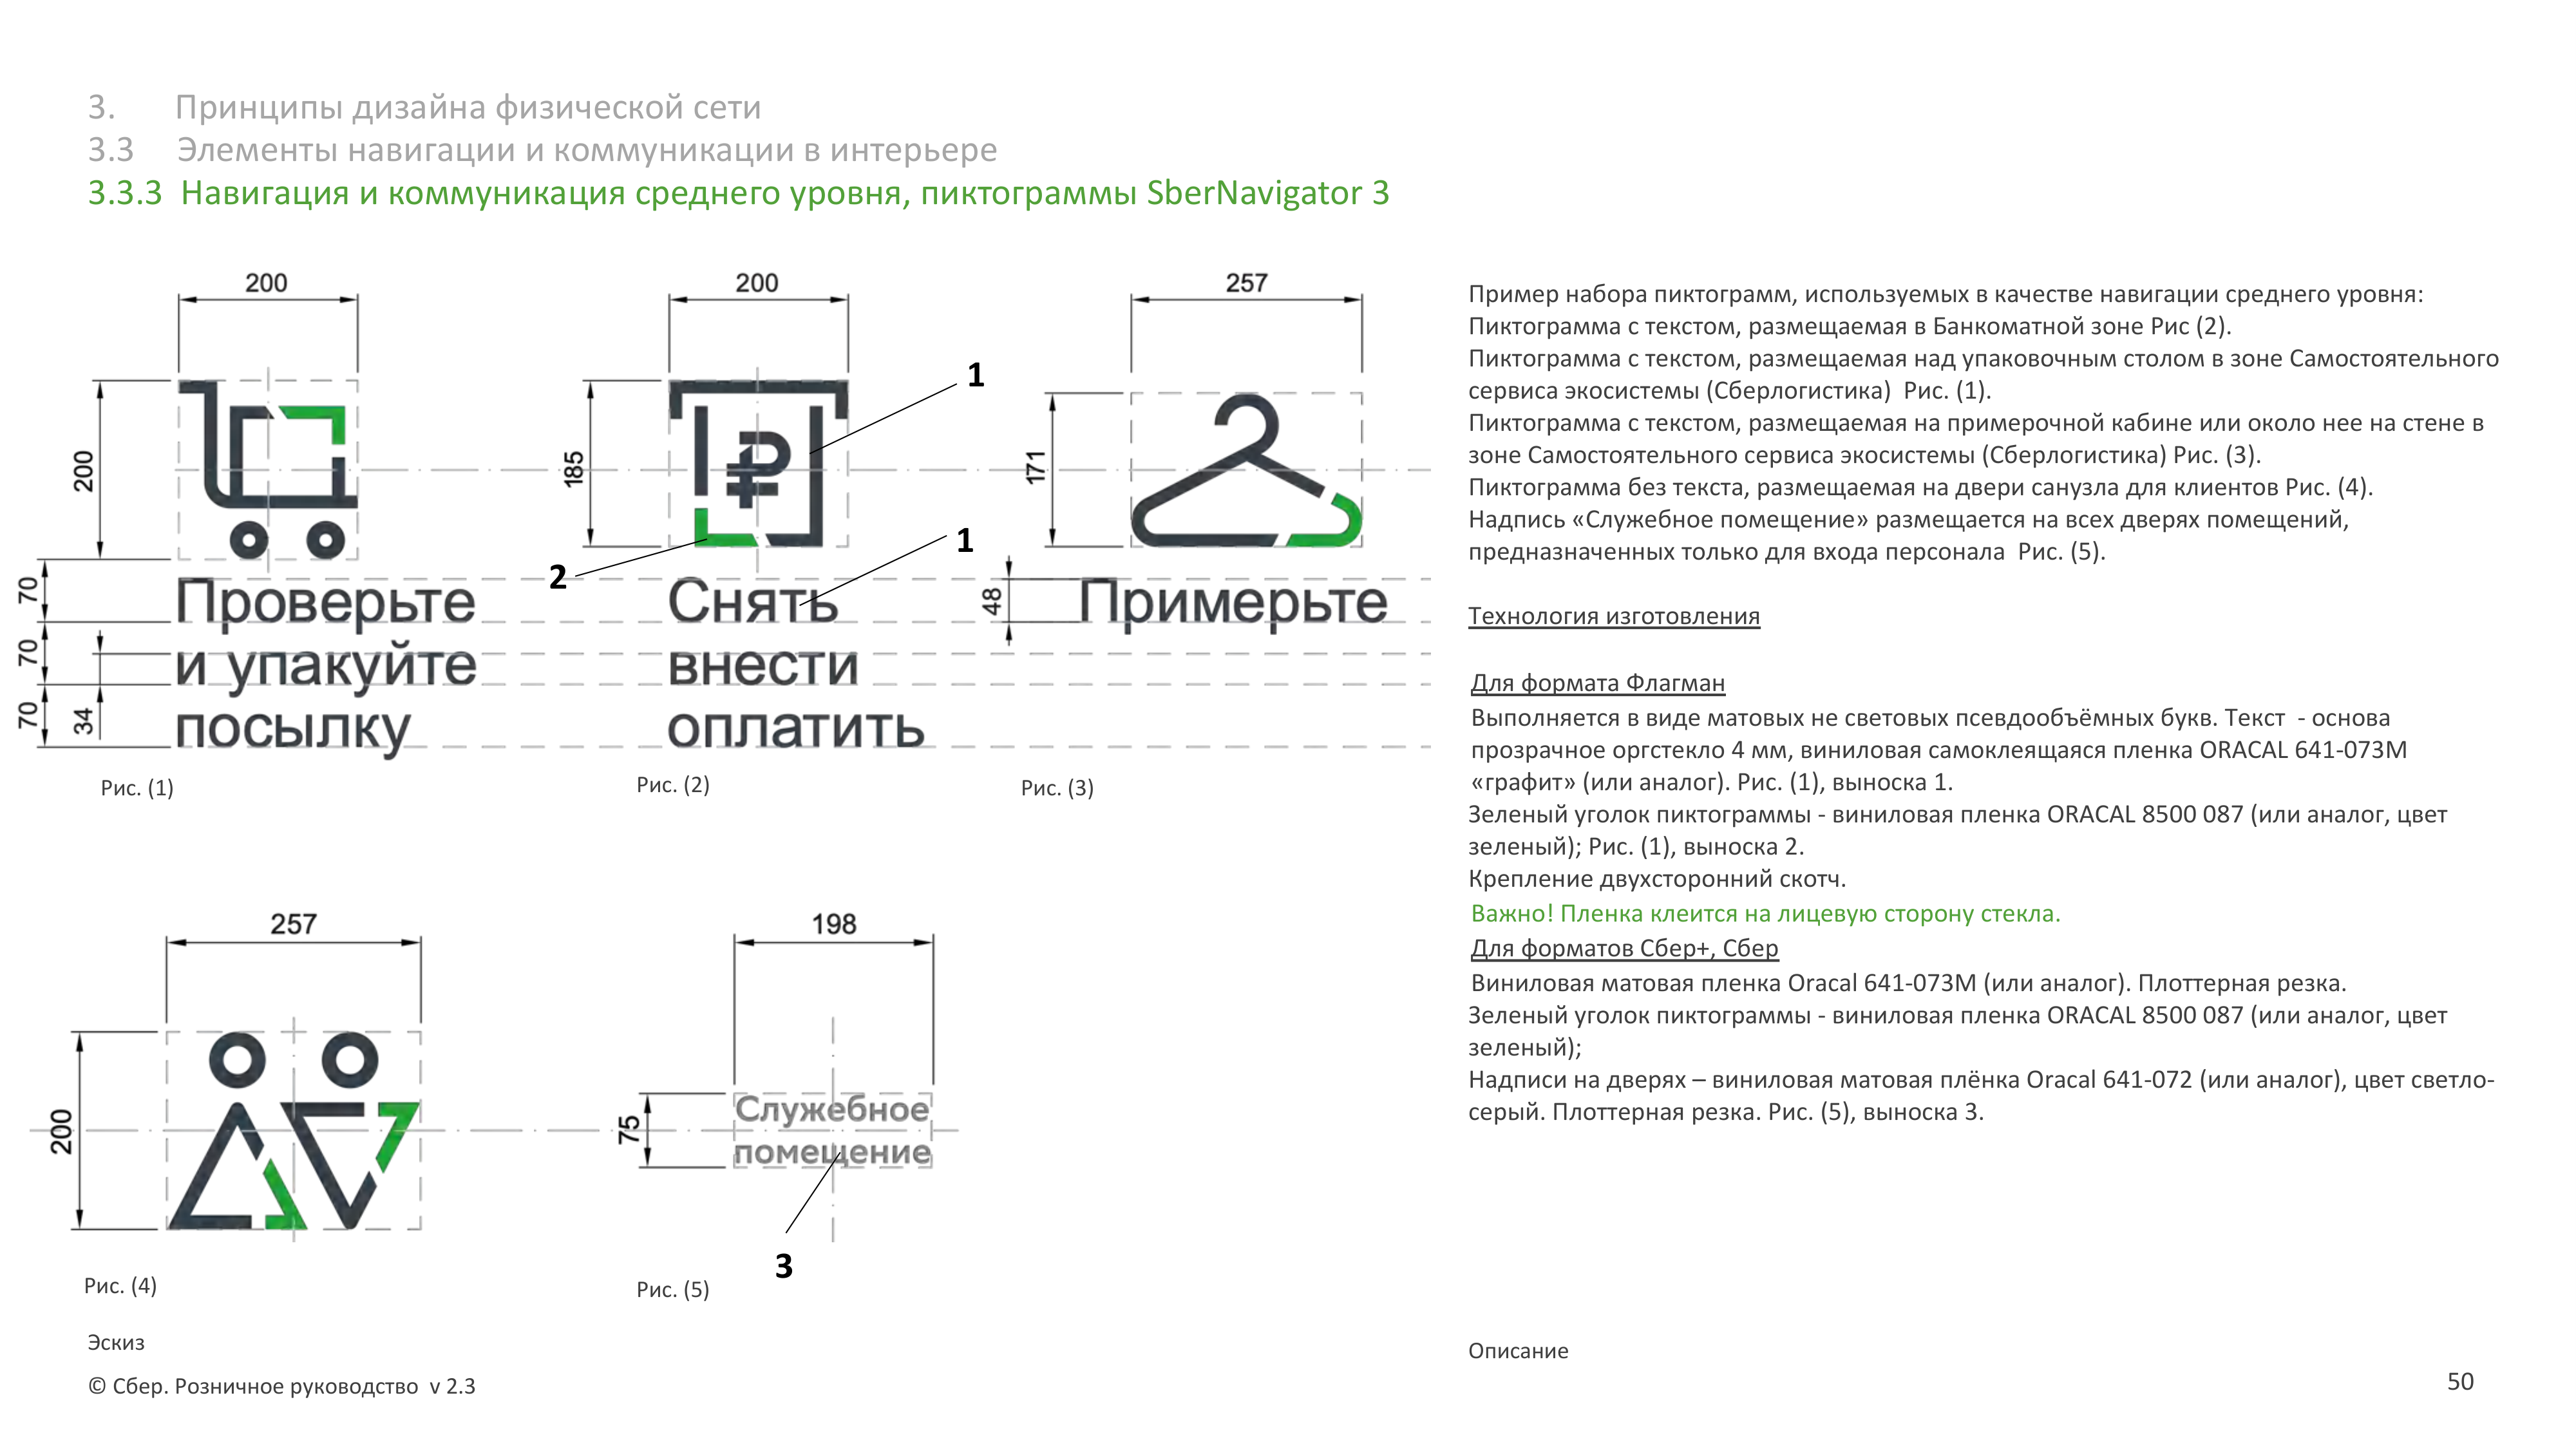 3. Принципы дизайна физической сети
3.3 Элементы навигации и коммуникации в интерьере
3.3.3 Навигация и коммуникация среднего уровня, пиктограммы SberNavigator 3
200
200
70
70
70
34
Проверьте
и упакуйте
посылку
Рис. (1)
200
185
1
1
2
Снять
внести
оплатить
Рис. (2)
257
171
48
Примерьте
Рис. (3)
257
200
Рис. (4)
198
75
Служебное
помещение
3
Рис. (5)
Эскиз
Пример набора пиктограмм, используемых в качестве навигации среднего уровня:
Пиктограмма с текстом, размещаемая в Банкоматной зоне Рис (2).
Пиктограмма с текстом, размещаемая над упаковочным столом в зоне Самостоятельного
сервиса экосистемы (Сберлогистика)  Рис. (1).
Пиктограмма с текстом, размещаемая на примерочной кабине или около нее на стене в
зоне Самостоятельного сервиса экосистемы (Сберлогистика) Рис. (3).
Пиктограмма без текста, размещаемая на двери санузла для клиентов Рис. (4).
Надпись «Служебное помещение» размещается на всех дверях помещений,
предназначенных только для входа персонала  Рис. (5).
Технология изготовления
Для формата Флагман
Выполняется в виде матовых не световых псевдообъёмных букв. Текст  - основа
прозрачное оргстекло 4 мм, виниловая самоклеящаяся пленка ORACAL 641-073M
«графит» (или аналог). Рис. (1), выноска 1.
Зеленый уголок пиктограммы - виниловая пленка ORACAL 8500 087 (или аналог, цвет
зеленый); Рис. (1), выноска 2.
Крепление двухсторонний скотч.
Важно! Пленка клеится на лицевую сторону стекла.
Для форматов Сбер+, Сбер
Виниловая матовая пленка Oracal 641-073M (или аналог). Плоттерная резка.
Зеленый уголок пиктограммы - виниловая пленка ORACAL 8500 087 (или аналог, цвет
зеленый);
Надписи на дверях – виниловая матовая плёнка Oracal 641-072 (или аналог), цвет светло-
серый. Плоттерная резка. Рис. (5), выноска 3.
Описание
© Сбер. Розничное руководство  v 2.3
50